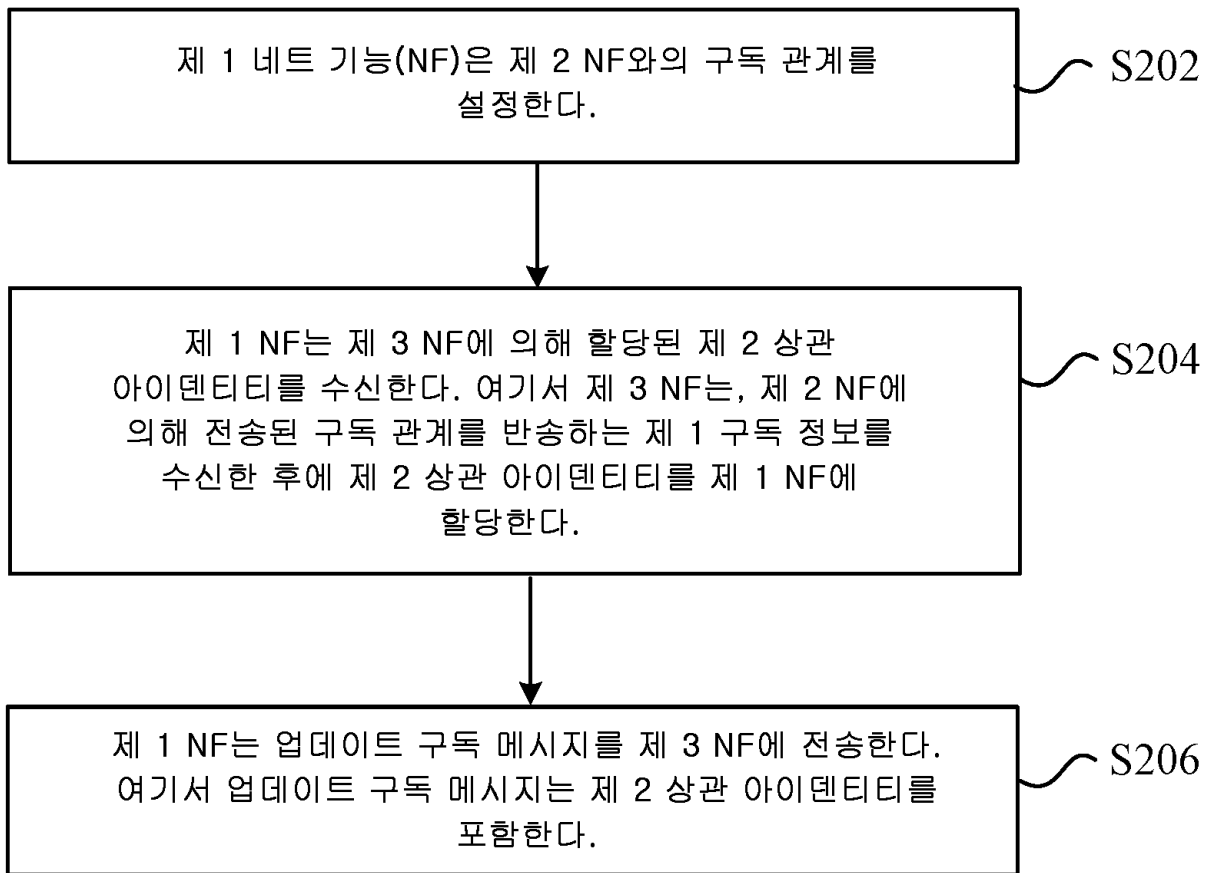 제 1 네트 기능(NF)은 제 2 NF와의 구독 관계를
설정한다.
S202
제 1 NF는 제 3 NF에 의해 할당된 제 2 상관
아이덴티티를 수신한다. 여기서 제 3 NF는, 제 2 NF에
의해 전송된 구독 관계를 반송하는 제 1 구독 정보를
수신한 후에 제 2 상관 아이덴티티를 제 1 NF에
할당한다.
S204
제 1 NF는 업데이트 구독 메시지를 제 3 NF에 전송한다.
여기서 업데이트 구독 메시지는 제 2 상관 아이덴티티를
포함한다.
S206